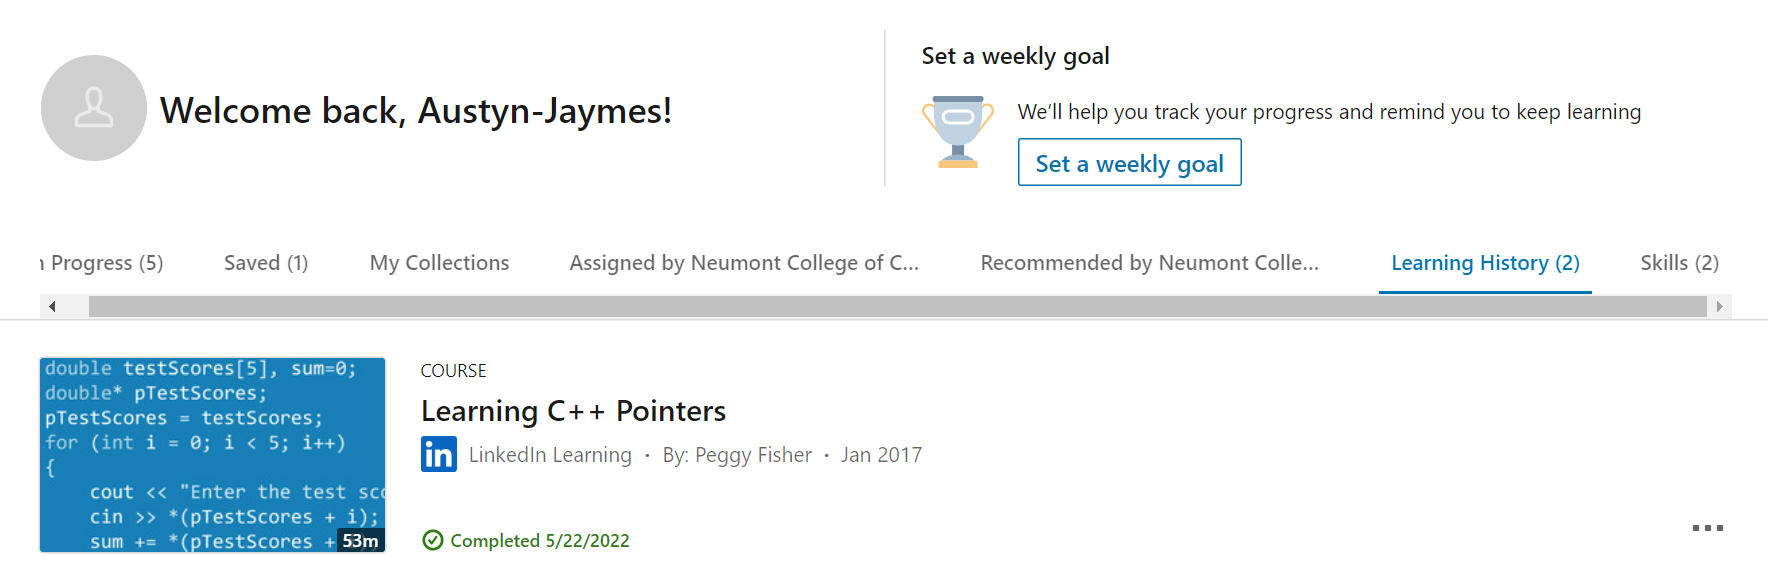 Welcome back, Austyn-Jaymes!
Set a weekly goal
We'll help you track your progress and remind you to keep learning
Set a weekly goal
Progress (5)
Saved (1)
My Collections
Assigned by Neumont College of C...
Recommended by Neumont Colle...
Learning History (2)
Skills (2)
double testScores[5], sum=0;
double* pTestScores;
pTestScores = testScores;
for (int i = 0; i < 5; i++)
{
cout << "Enter the test sco
cin >> *(pTestScores + i);
sum += *(pTestScores +
53m
COURSE
Learning C++ Pointers
in LinkedIn Learning · By: Peggy Fisher · Jan 2017
Completed 5/22/2022